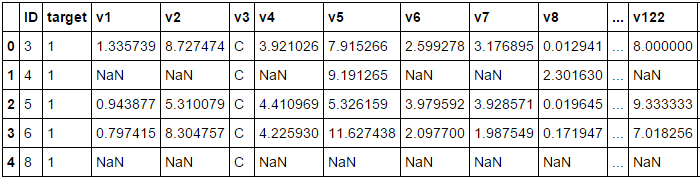 ID target v1 v2 v3 v4 v5 v6 v7 v8 ... v122
0 3 1 1.335739 8.727474 C 3.921026 7.915266 2.599278 3.176895 0.012941 ... 8.000000
1 4 1 NaN NaN C NaN 9.191265 NaN NaN 2.301630 ... NaN
2 5 1 0.943877 5.310079 C 4.410969 5.326159 3.979592 3.928571 0.019645 ... 9.333333
3 6 1 0.797415 8.304757 C 4.225930 11.627438 2.097700 1.987549 0.171947 ... 7.018256
4 8 1 NaN NaN C NaN NaN NaN NaN NaN ... NaN